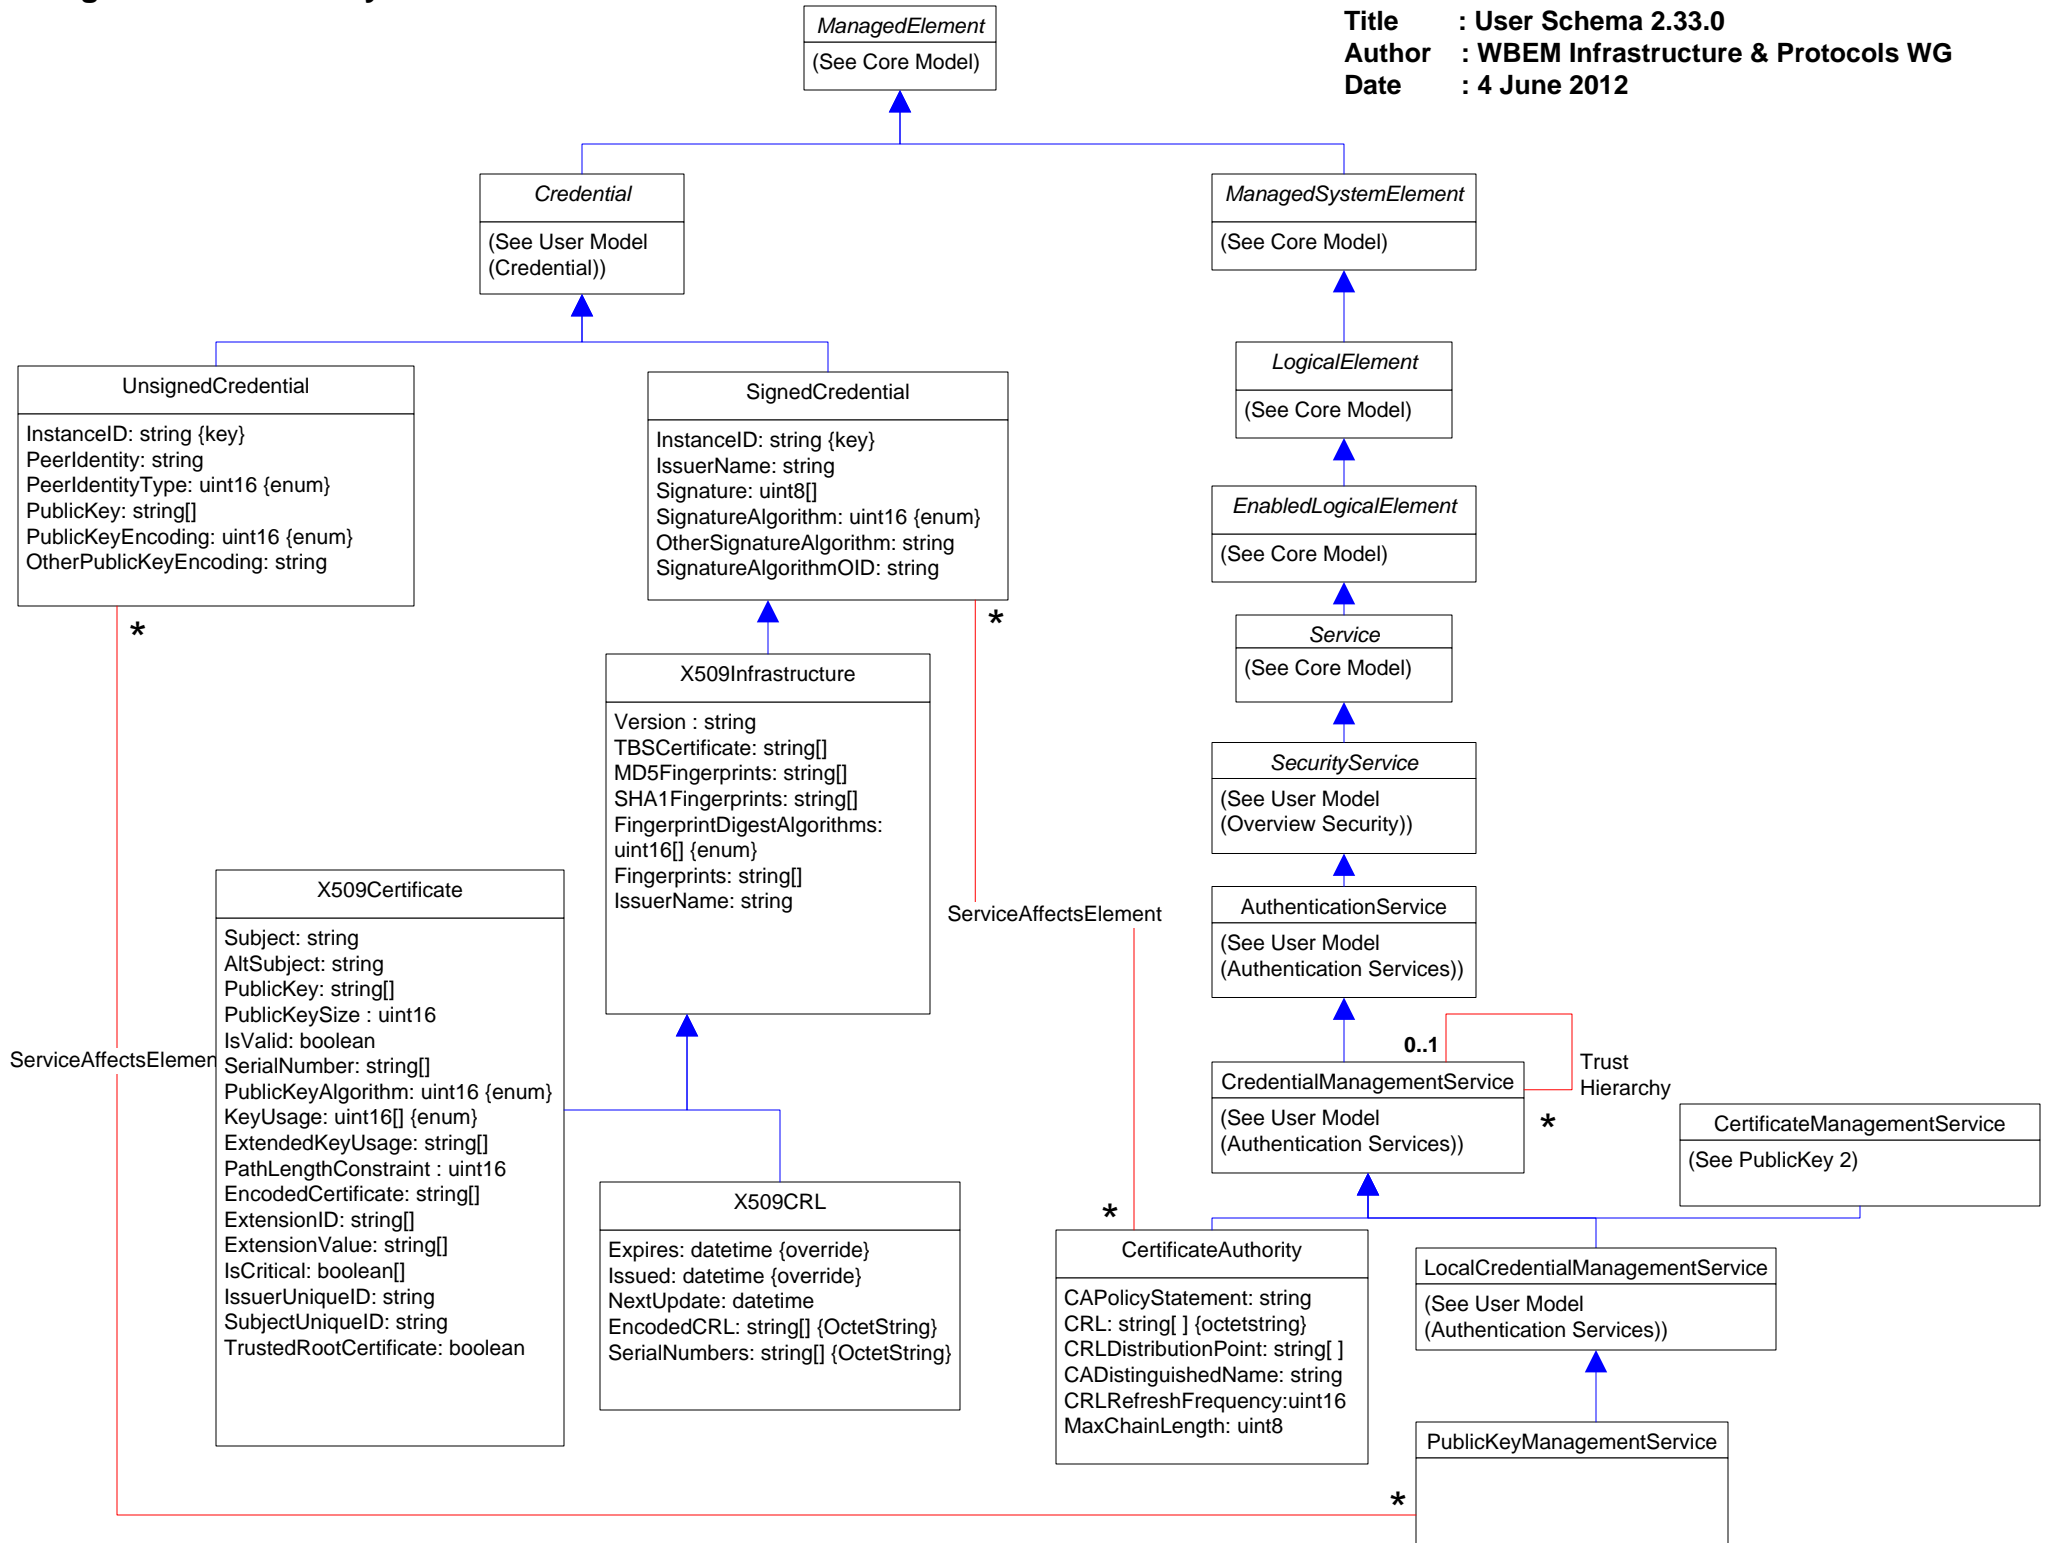 Title : User Schema 2.33.0
Author : WBEM Infrastructure & Protocols WG
Date : 4 June 2012
ManagedElement
(See Core Model)
Credential
(See User Model
(Credential))
ManagedSystemElement
(See Core Model)
LogicalElement
(See Core Model)
EnabledLogicalElement
(See Core Model)
Service
(See Core Model)
SecurityService
(See User Model
(Overview Security))
AuthenticationService
(See User Model
(Authentication Services))
UnsignedCredential
InstanceID: string {key}
PeerIdentity: string
PeerIdentityType: uint16 {enum}
PublicKey: string[]
PublicKeyEncoding: uint16 {enum}
OtherPublicKeyEncoding: string
*
SignedCredential
InstanceID: string {key}
IssuerName: string
Signature: uint8[]
SignatureAlgorithm: uint16 {enum}
OtherSignatureAlgorithm: string
SignatureAlgorithmOID: string
*
X509Infrastructure
Version : string
TBSCertificate: string[]
MD5Fingerprints: string[]
SHA1Fingerprints: string[]
FingerprintDigestAlgorithms:
uint16[] {enum}
Fingerprints: string[]
IssuerName: string
ServiceAffectsElement
ServiceAffectsElemen
X509Certificate
Subject: string
AltSubject: string
PublicKey: string[]
PublicKeySize : uint16
IsValid: boolean
SerialNumber: string[]
PublicKeyAlgorithm: uint16 {enum}
KeyUsage: uint16[] {enum}
ExtendedKeyUsage: string[]
PathLengthConstraint : uint16
EncodedCertificate: string[]
ExtensionID: string[]
ExtensionValue: string[]
IsCritical: boolean[]
IssuerUniqueID: string
SubjectUniqueID: string
TrustedRootCertificate: boolean
X509CRL
Expires: datetime {override}
Issued: datetime {override}
NextUpdate: datetime
EncodedCRL: string[] {OctetString}
SerialNumbers: string[] {OctetString}
0..1
Trust
Hierarchy
CredentialManagementService
(See User Model
(Authentication Services))
*
CertificateManagementService
(See PublicKey 2)
*
CertificateAuthority
CAPolicyStatement: string
CRL: string[ ] {octetstring}
CRLDistributionPoint: string[ ]
CADistinguishedName: string
CRLRefreshFrequency:uint16
MaxChainLength: uint8
LocalCredentialManagementService
(See User Model
(Authentication Services))
PublicKeyManagementService
*